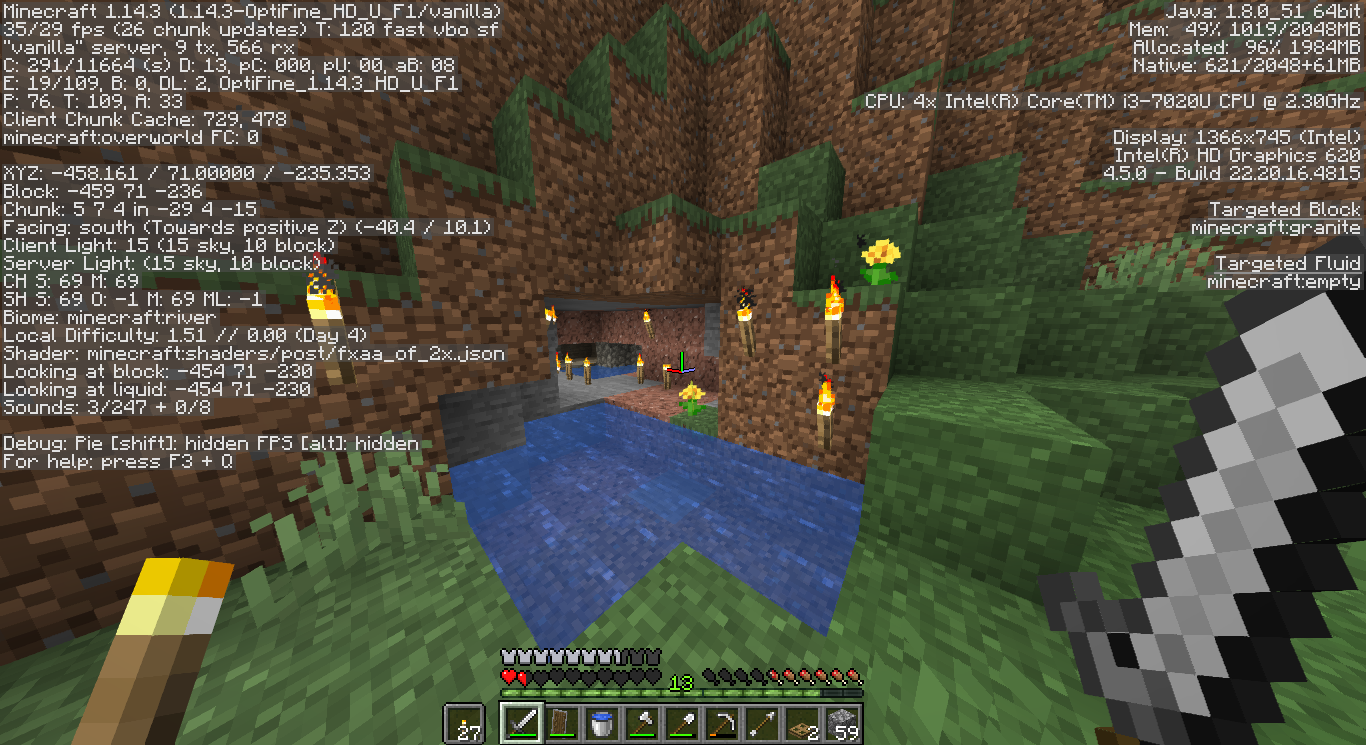 Minecraft 1.14.3 (1.14.3-OptiFine_HD_U_F1/vanilla)
35/29 fps (26 chunk updates) T: 120 fast vbo sf
"vanilla" server, 9 tx, 566 rx
C: 291/11664 (s) D: 13, pC: 000, pU: 00, aB: 08
E: 19/109, B: 0, DL: 2, OptiFine_1.14.3_HD_U_F1
P: 76. T: 109, A: 33
Client Chunk Cache: 729, 478
minecraft:overworld FC: 0
XYZ: -458.161 / 71.00000 / -235.353
Block: -459 71 -236
Chunk: 5 7 4 in -29 4 -15
Facing: south (Towards positive Z) (-40.4 / 10.1)
Client Light: 15 (15 sky, 10 block)
Server Light: (15 sky, 10 block)
CH S: 69 M: 69
SH S: 69 O: -1 M: 69 ML: -1
Biome: minecraft:river
Local Difficulty: 1.51 // 0.00 (Day 4)
Shader: minecraft:shaders/post/fxaa_of_2x.json
Looking at block: -454 71 -230
Looking at liquid: -454 71 -230
Sounds: 3/247 + 0/8
Debug: Pie [shift]: hidden FPS [alt]: hidden
For help: press F3 + Q
Java: 1.8.0_51 64bit
Mem: 49% 1019/2048MB
Allocated: 96% 1984MB
Native: 621/2048+61MB
CPU: 4x Intel(R) Core(TM) i3-7020U CPU @ 2.30GHz
Display: 1366x745 (Intel)
Intel(R) HD Graphics 620
4.5.0 - Build 22.20.16.4815
Targeted Block
minecraft:granite
Targeted Fluid
minecraft:empty
18
27
2
59